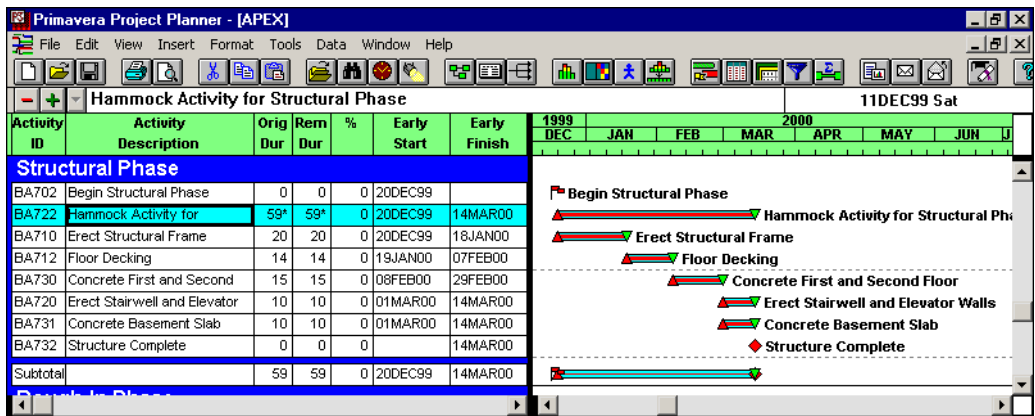 Primavera Project Planner - [APEX]
File Edit View Insert Format Tools Data Window Help
Hammock Activity for Structural Phase 11DEC99 Sat
Activity ID Activity Description Orig Dur Rem Dur % Early Start Early Finish 1999 2000
DEC JAN FEB MAR APR MAY JUN J
Structural Phase
BA702 Begin Structural Phase 0 0 0 20DEC99 Begin Structural Phase
BA722 Hammock Activity for 59* 59* 0 20DEC99 14MAR00 Hammock Activity for Structural Pha
BA710 Erect Structural Frame 20 20 0 20DEC99 18JAN00 Erect Structural Frame
BA712 Floor Decking 14 14 0 19JAN00 07FEB00 Floor Decking
BA730 Concrete First and Second 15 15 0 08FEB00 29FEB00 Concrete First and Second Floor
BA720 Erect Stairwell and Elevator 10 10 0 01MAR00 14MAR00 Erect Stairwell and Elevator Walls
BA731 Concrete Basement Slab 10 10 0 01MAR00 14MAR00 Concrete Basement Slab
BA732 Structure Complete 0 0 0 14MAR00 Structure Complete
Subtotal 59 59 0 20DEC99 14MAR00
Rough-In Phase